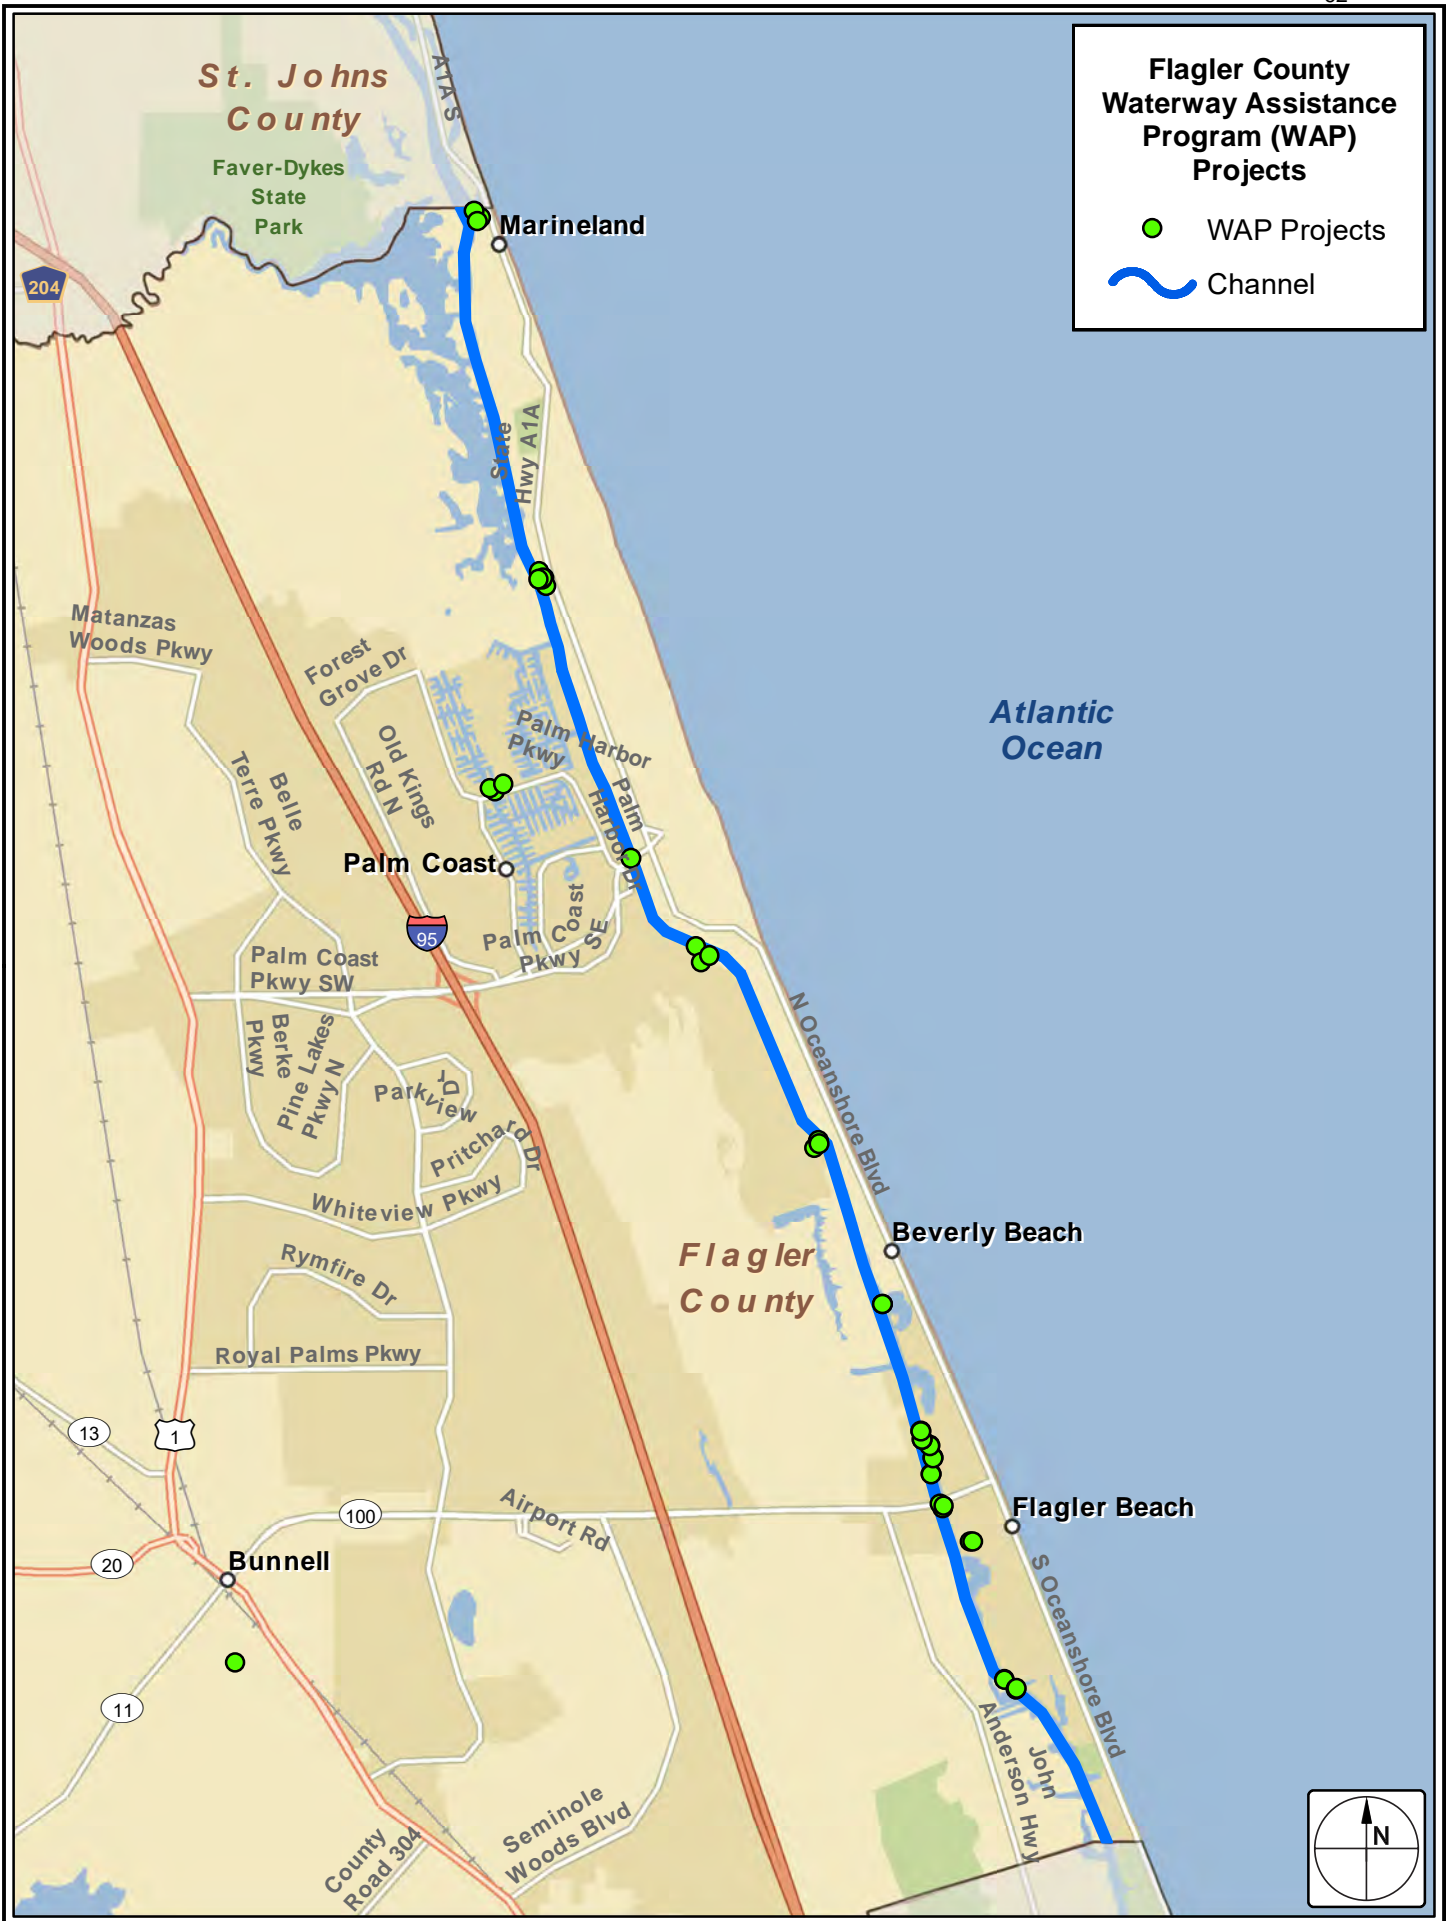 Flagler County
Waterway Assistance
Program (WAP)
Projects
WAP Projects
Channel
St. Johns
County
Faver-Dykes
State
Park
A1A S
Marineland
204
State
Hwy A1A
Matanzas
Woods Pkwy
Forest
Grove Dr
Old Kings
Rd N
Palm Harbor
Pkwy
Belle
Terre Pkwy
Palm
Harbor Dr
Atlantic
Ocean
Palm Coast
95
Palm Coast
Pkwy SE
Palm Coast
Pkwy SW
Berke
Pkwy
Pine Lakes
Pkwy N
Parkview
Dr
Pritchard Dr
Whiteview Pkwy
N Oceanshore Blvd
Beverly Beach
Flagler
County
Rymfire Dr
Royal Palms Pkwy
13
1
100
Airport Rd
Flagler Beach
20
Bunnell
S Oceanshore Blvd
11
John
Anderson Hwy
Seminole
Woods Blvd
County
Road 304
N